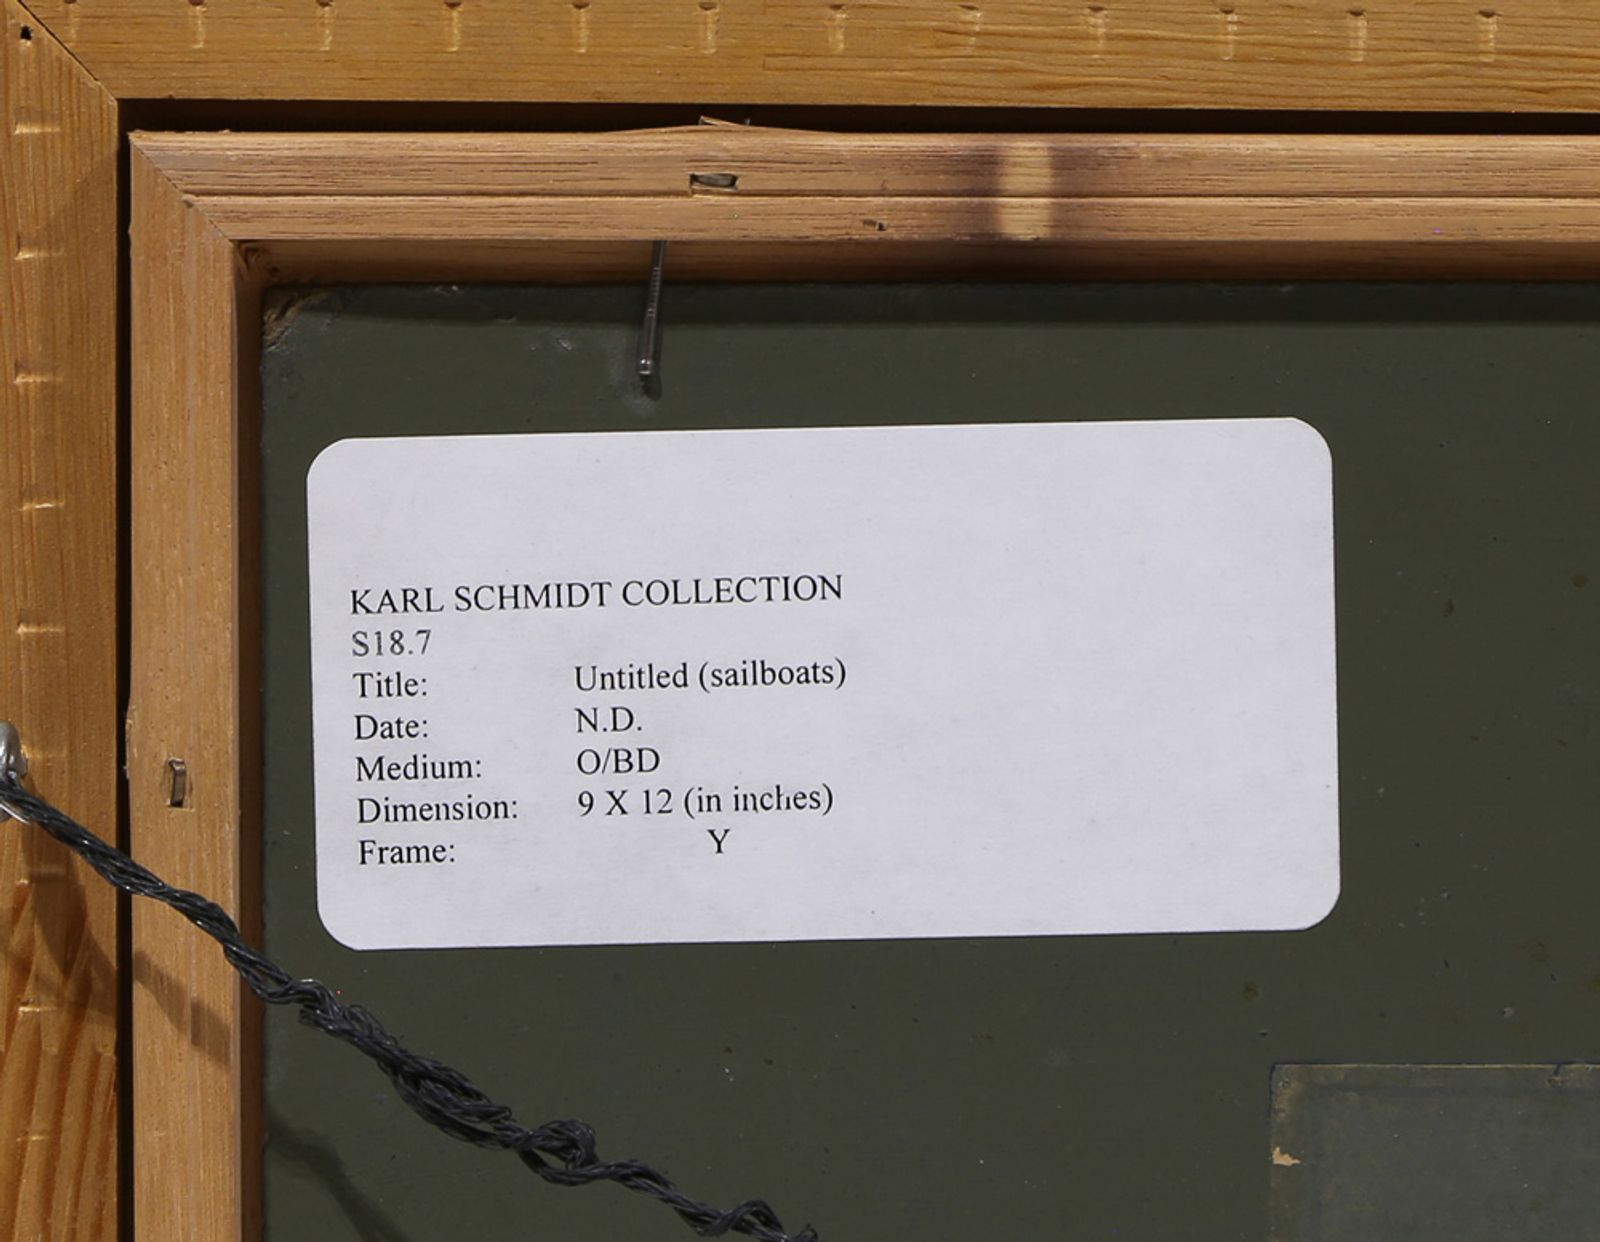 KARL SCHMIDT COLLECTION
S18.7
Title: Untitled (sailboats)
Date: N.D.
Medium: O/BD
Dimension: 9 X 12 (in inches)
Frame: Y